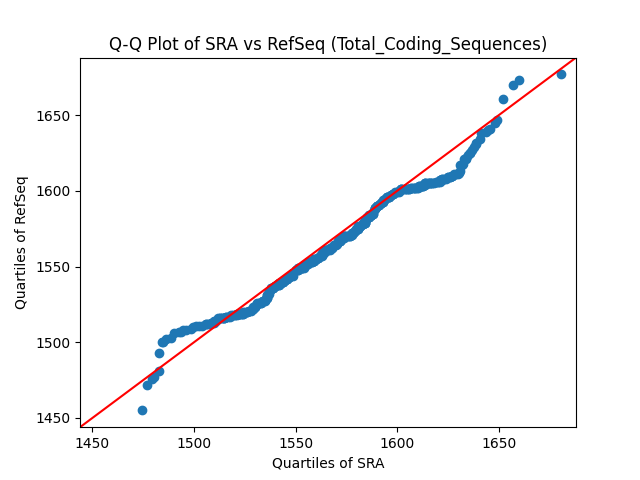 Q-Q Plot of SRA vs RefSeq (Total_Coding_Sequences)
Quartiles of RefSeq
1650
1600
1550
1500
1450
1450 1500 1550 1600 1650
Quartiles of SRA